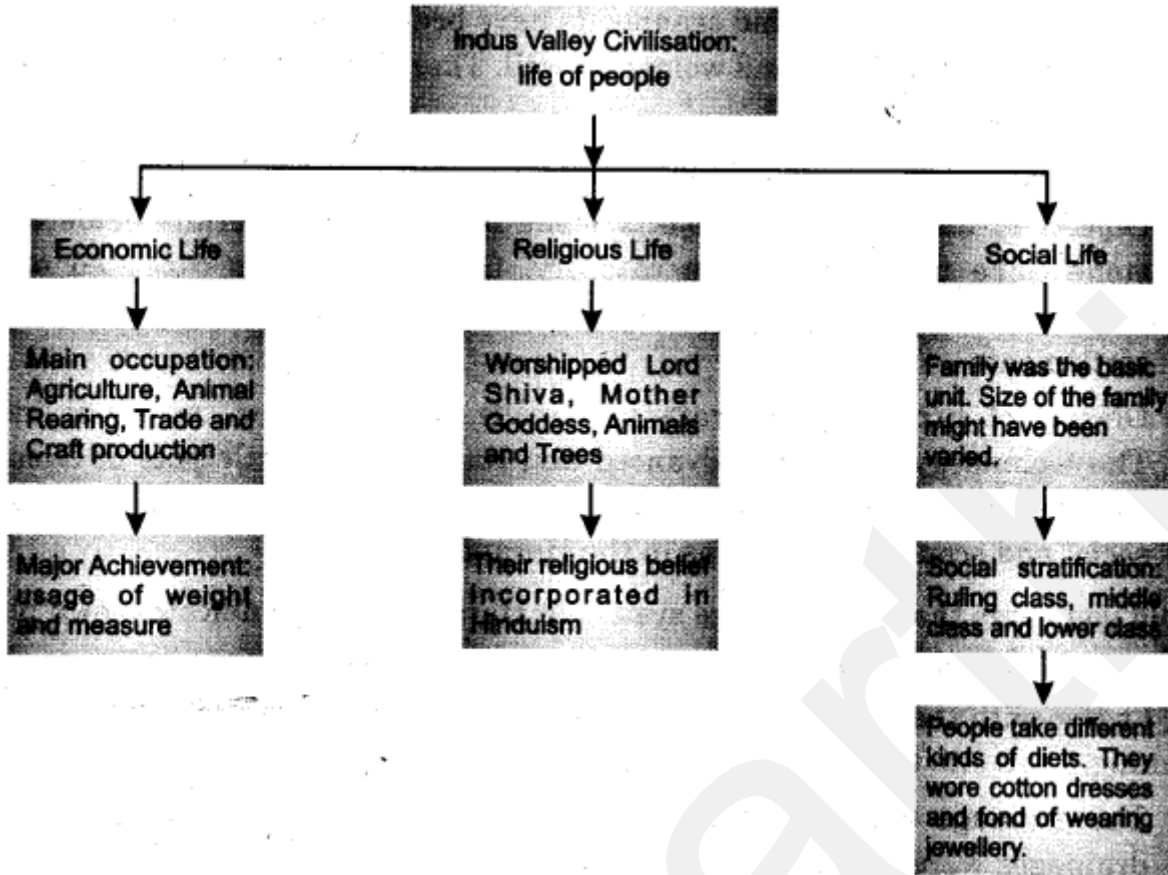 Indus Valley Civilisation:
life of people
Economic Life
Religious Life
Social Life
Main occupation:
Agriculture, Animal
Rearing, Trade and
Craft production
Worshipped Lord
Shiva, Mother
Goddess, Animals
and Trees
Family was the basic
unit. Size of the family
might have been
varied.
Major Achievement:
usage of weight
and measure
Their religious belief
incorporated in
Hinduism
Social stratification:
Ruling class, middle
class and lower class
People take different
kinds of diets. They
wore cotton dresses
and fond of wearing
jewellery.